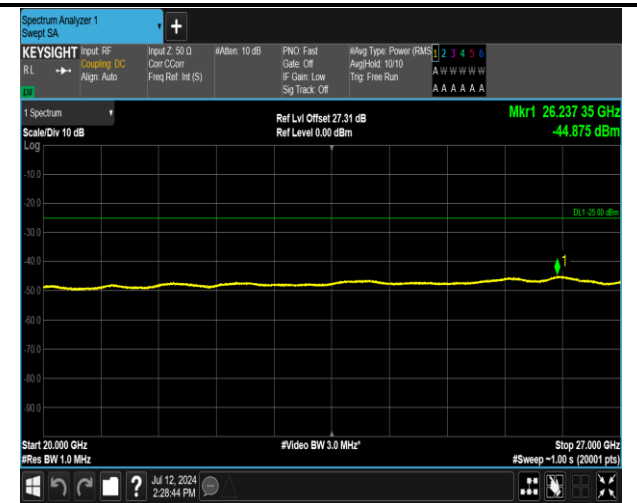 Spectrum Analyzer 1
Swept SA
+
KEYSIGHT Input: RF Input Z: 50 Ω #Atten: 10 dB PNO: Fast #Avg Type: Power (RMS 1 2 3 4 5 6
RL Coupling: DC Corr CCorr Gate: Off Avg|Hold: 10/10 A W W W W W
Align: Auto Freq Ref: Int (S) IF Gain: Low Trig: Free Run
LV Sig Track: Off A A A A A A
1 Spectrum Ref Lvl Offset 27.31 dB Mkr1 26.237 35 GHz
Scale/Div 10 dB Ref Level 0.00 dBm -44.875 dBm
Log
-10.0
-20.0
DL1 -25.00 dBm
-30.0
-40.0
1
-50.0
-60.0
-70.0
-80.0
-90.0
Start 20.000 GHz #Video BW 3.0 MHz* Stop 27.000 GHz
#Res BW 1.0 MHz #Sweep ~1.00 s (20001 pts)
? Jul 12, 2024
2:28:44 PM